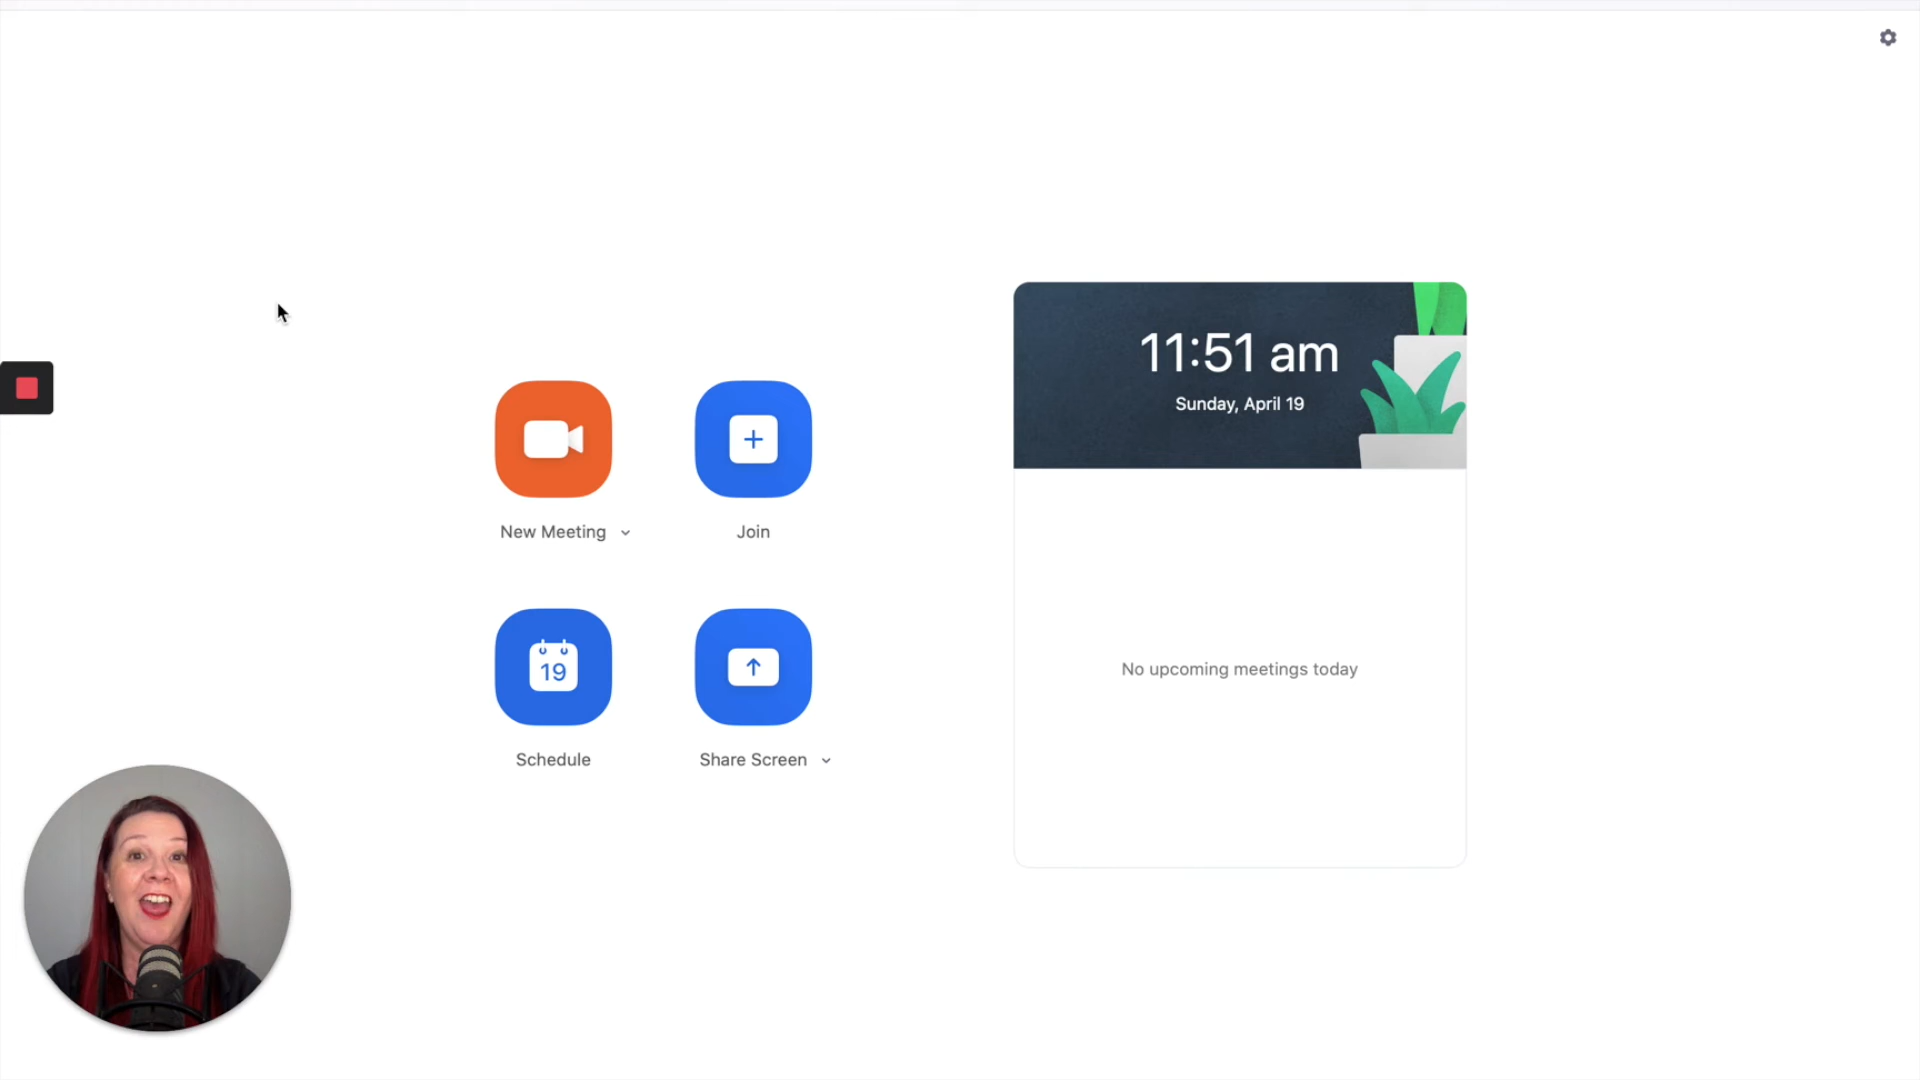 11:51 am
Sunday, April 19
New Meeting
Join
19
Schedule
Share Screen
No upcoming meetings today